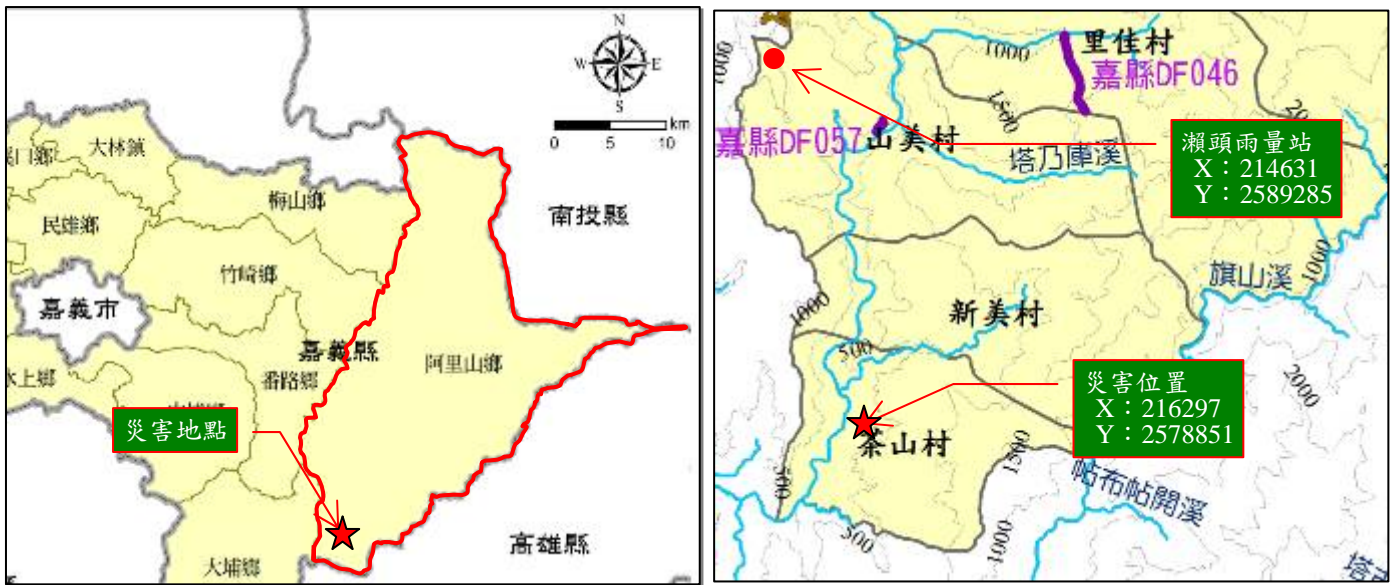 N
W
E
S
km
0
5
10
大林鎮
梅山鄉
南投縣
民雄鄉
竹崎鄉
嘉義市
嘉義縣
阿里山鄉
水上鄉
番路鄉
災害地點
高雄縣
大埔鄉
1000
1000
里佳村
嘉縣DF046
1500
嘉縣DF057
山美村
塔乃庫溪
瀨頭雨量站
X：214631
Y：2589285
1000
旗山溪
1000
新美村
500
2000
災害位置
X：216297
Y：2578851
茶山村
1500
500
帖布帖開溪
500
1000